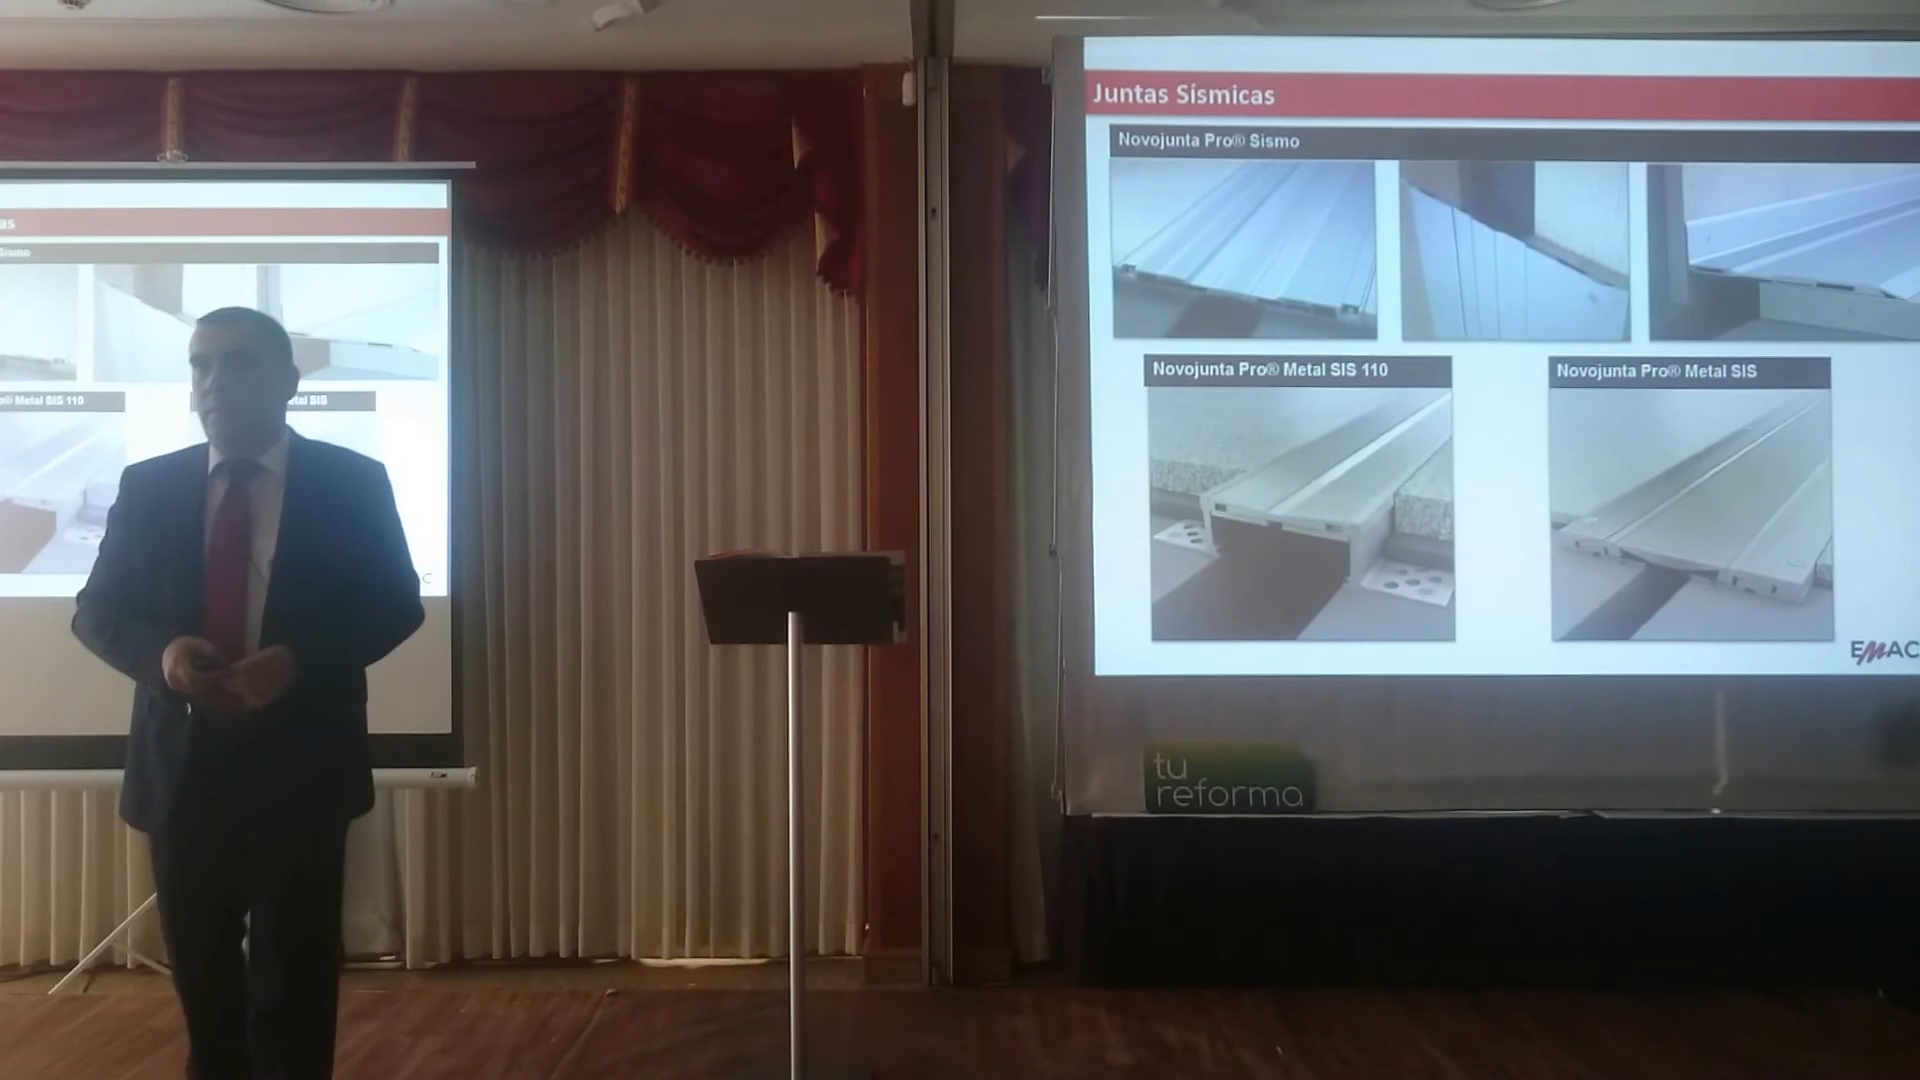 Juntas Sísmicas
Novojunta Pro® Sismo
Novojunta Pro® Metal SIS 110
Novojunta Pro® Metal SIS
EMAC
tu
reforma
as
Sismo
o® Metal SIS 110
etal SIS
C